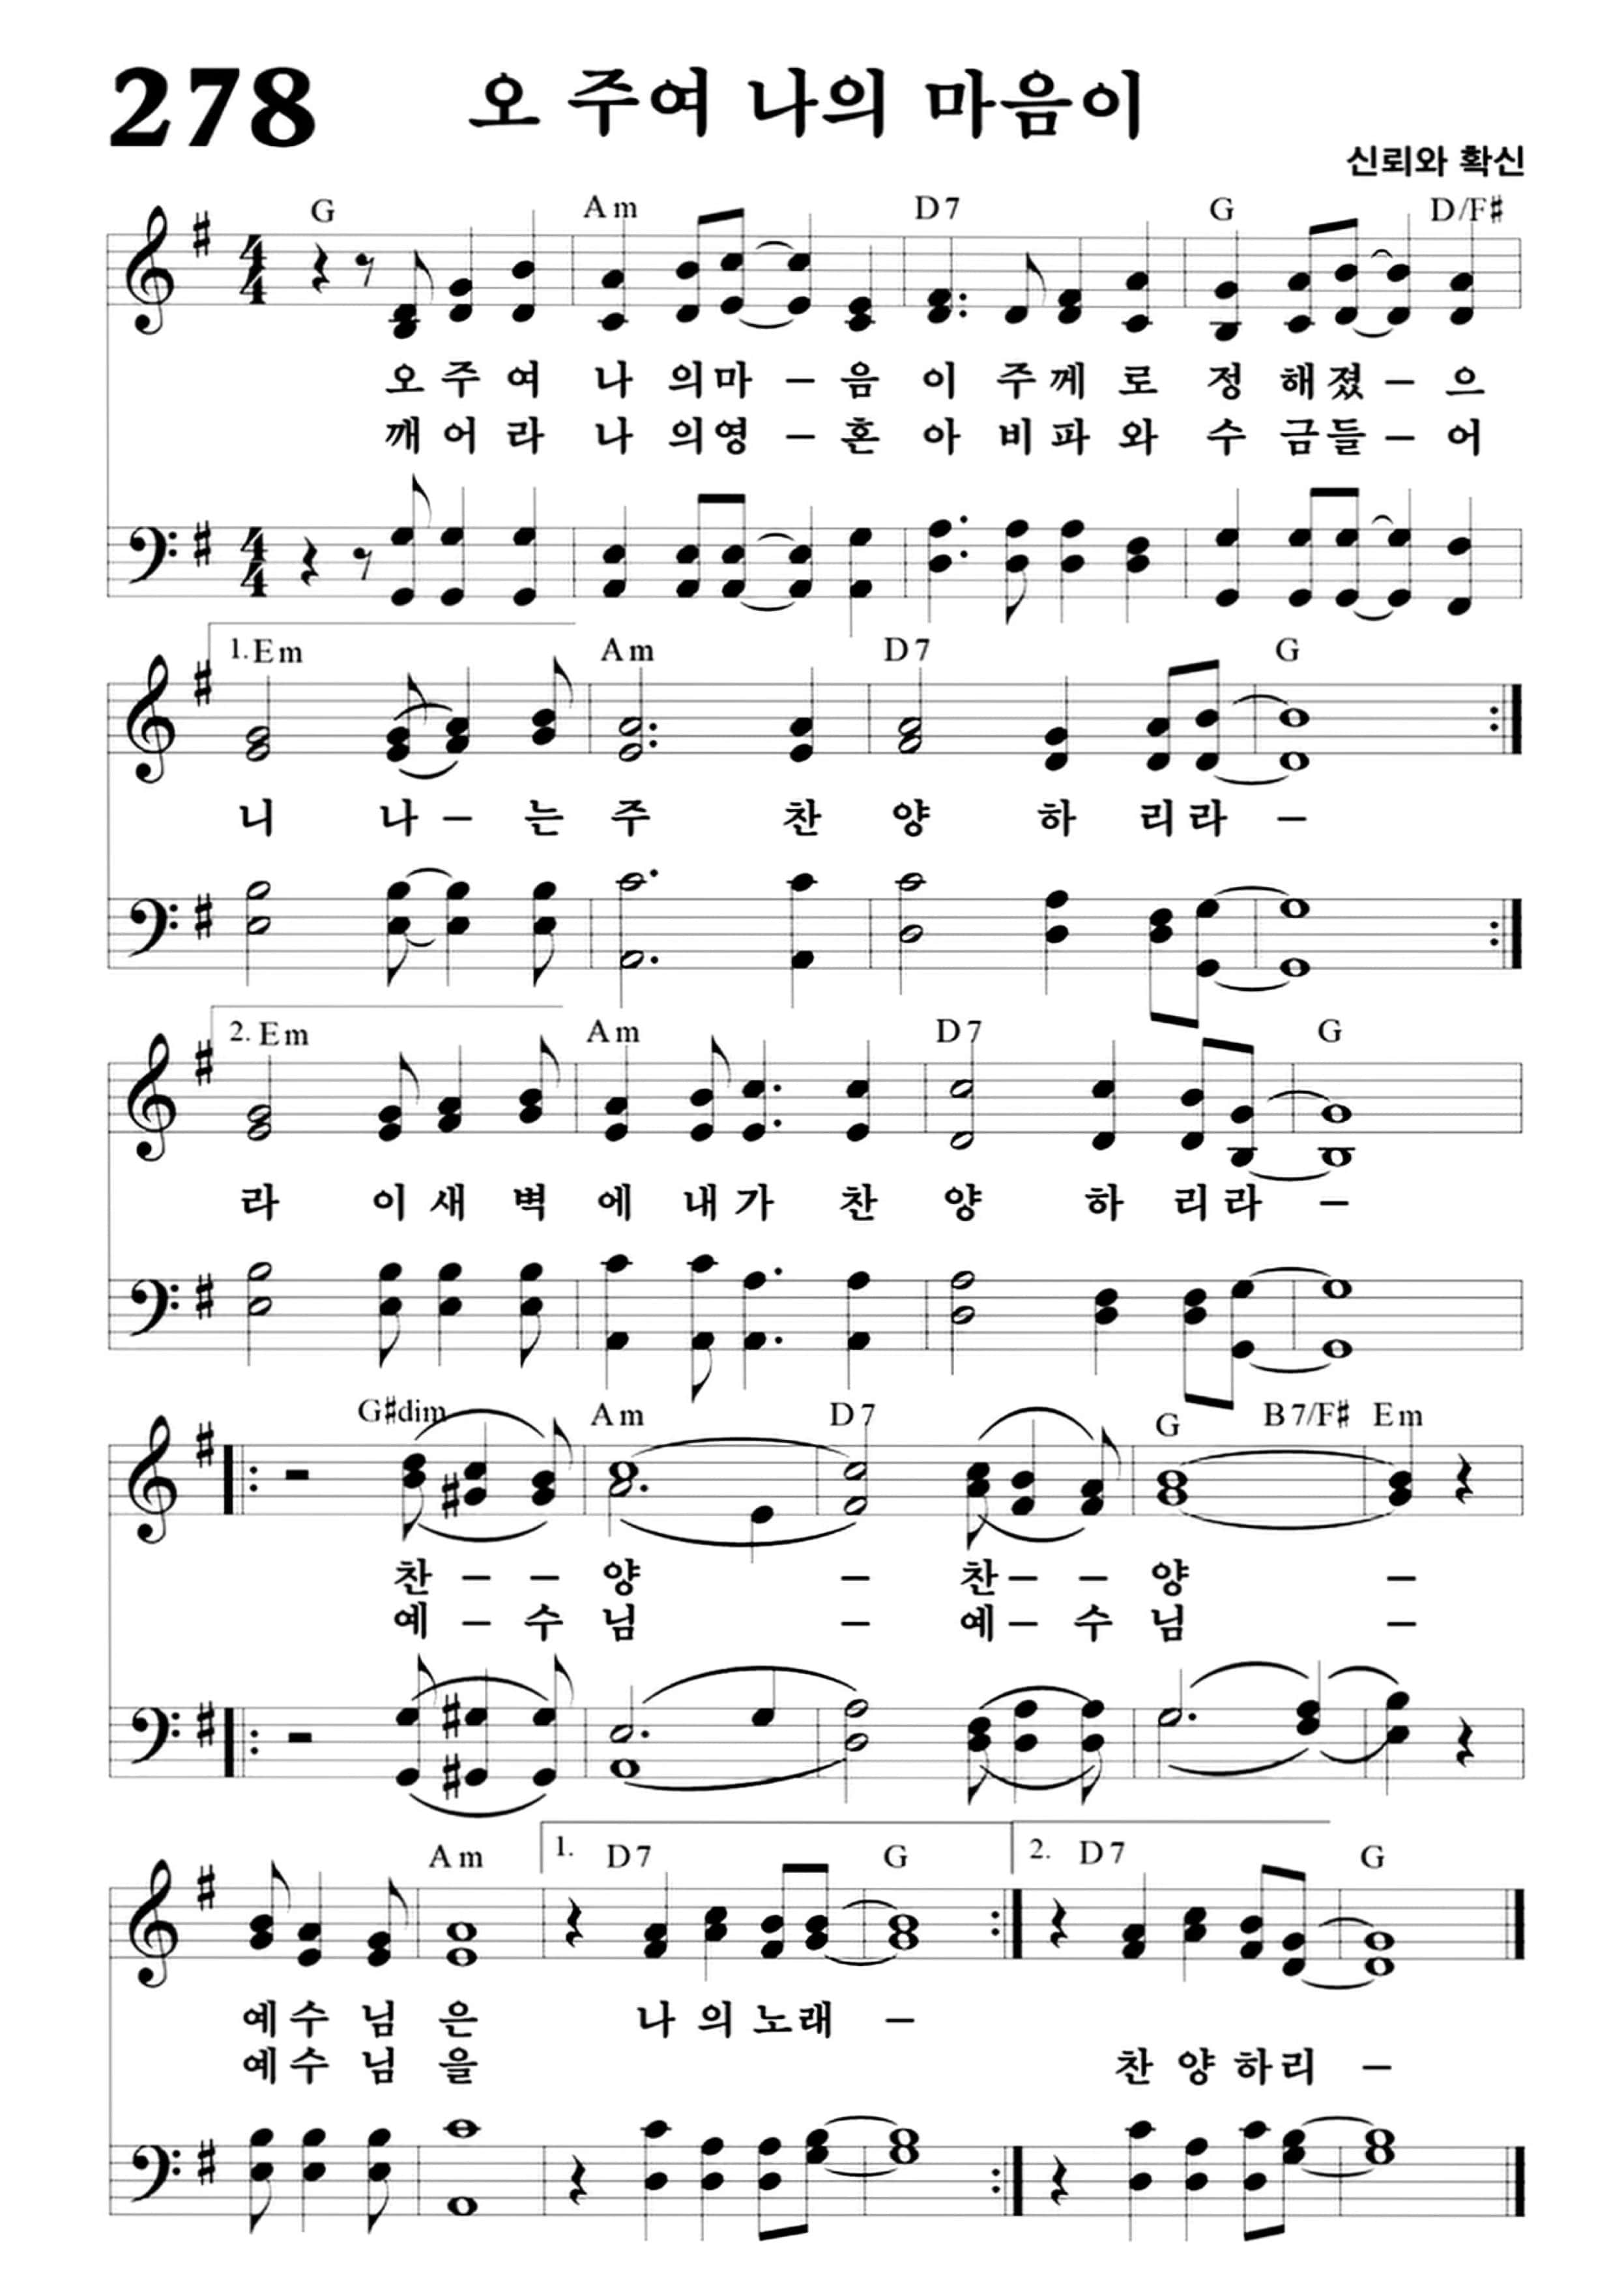 278 오 주여 나의 마음이
신뢰와 확신
G Am D7 G D/F#
오 주 여 나 의 마 – 음 이 주 께 로 정 해 졌 – 으
깨 어 라 나 의 영 – 혼 아 비 파 와 수 금 들 – 어
1. Em Am D7 G
니 나 – 는 주 찬 양 하 리 라 –
2. Em Am D7 G
라 이 새 벽 에 내 가 찬 양 하 리 라 –
G#dim Am D7 G B7/F# Em
찬 – – 양 – 찬 – – 양 –
예 – 수 님 – 예 – 수 님 –
Am 1. D7 G 2. D7 G
예 수 님 은 나 의 노 래 –
예 수 님 을 찬 양 하 리 –